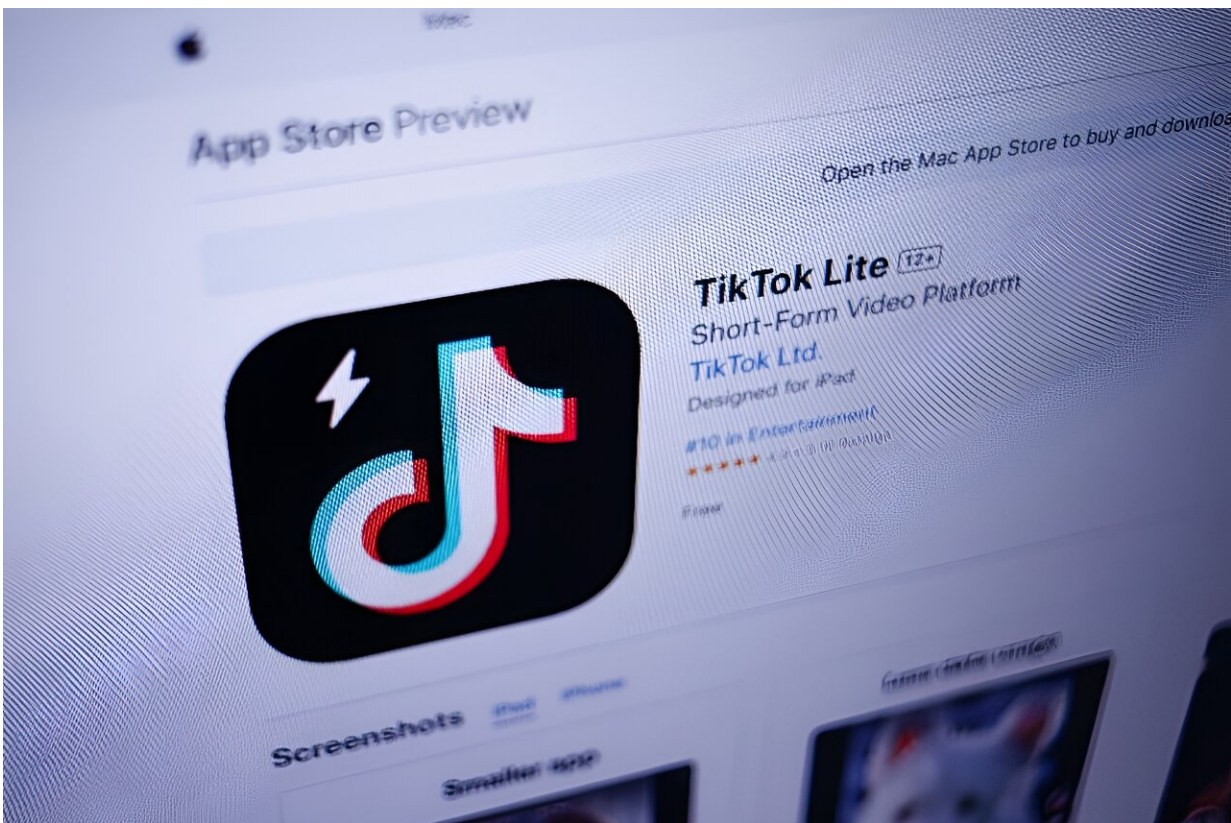 Mac
App Store Preview
Open the Mac App Store to buy and downloa
TikTok Lite 12+
Short-Form Video Platform
TikTok Ltd.
Designed for iPad
#10 in Entertainment
Free
Screenshots iPad iPhone
Smaller app